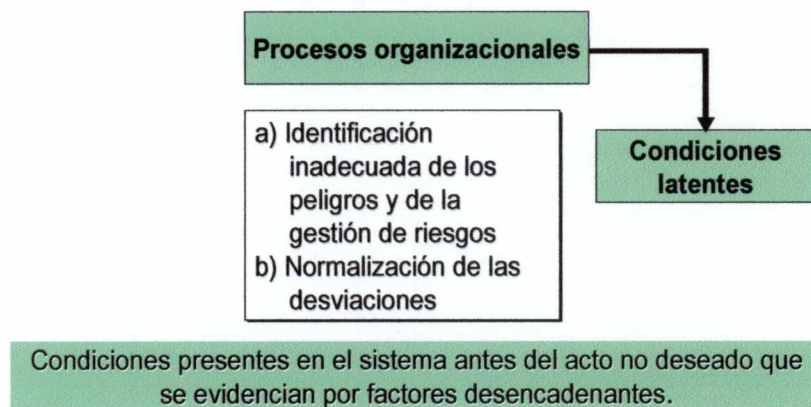 Procesos organizacionales
a) Identificación
inadecuada de los
peligros y de la
gestión de riesgos
b) Normalización de las
desviaciones
Condiciones
latentes
Condiciones presentes en el sistema antes del acto no deseado que
se evidencian por factores desencadenantes.